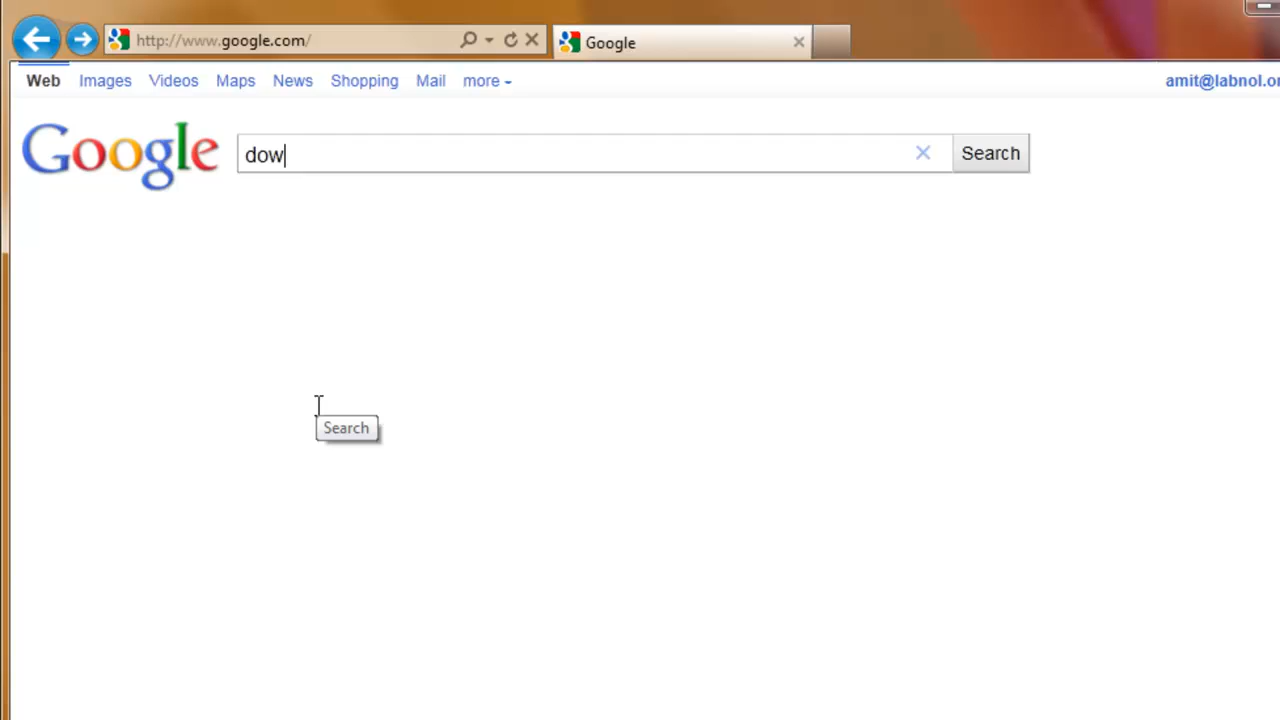 http://www.google.com/ Google
Web Images Videos Maps News Shopping Mail more amit@labnol.or
Google dow Search
Search